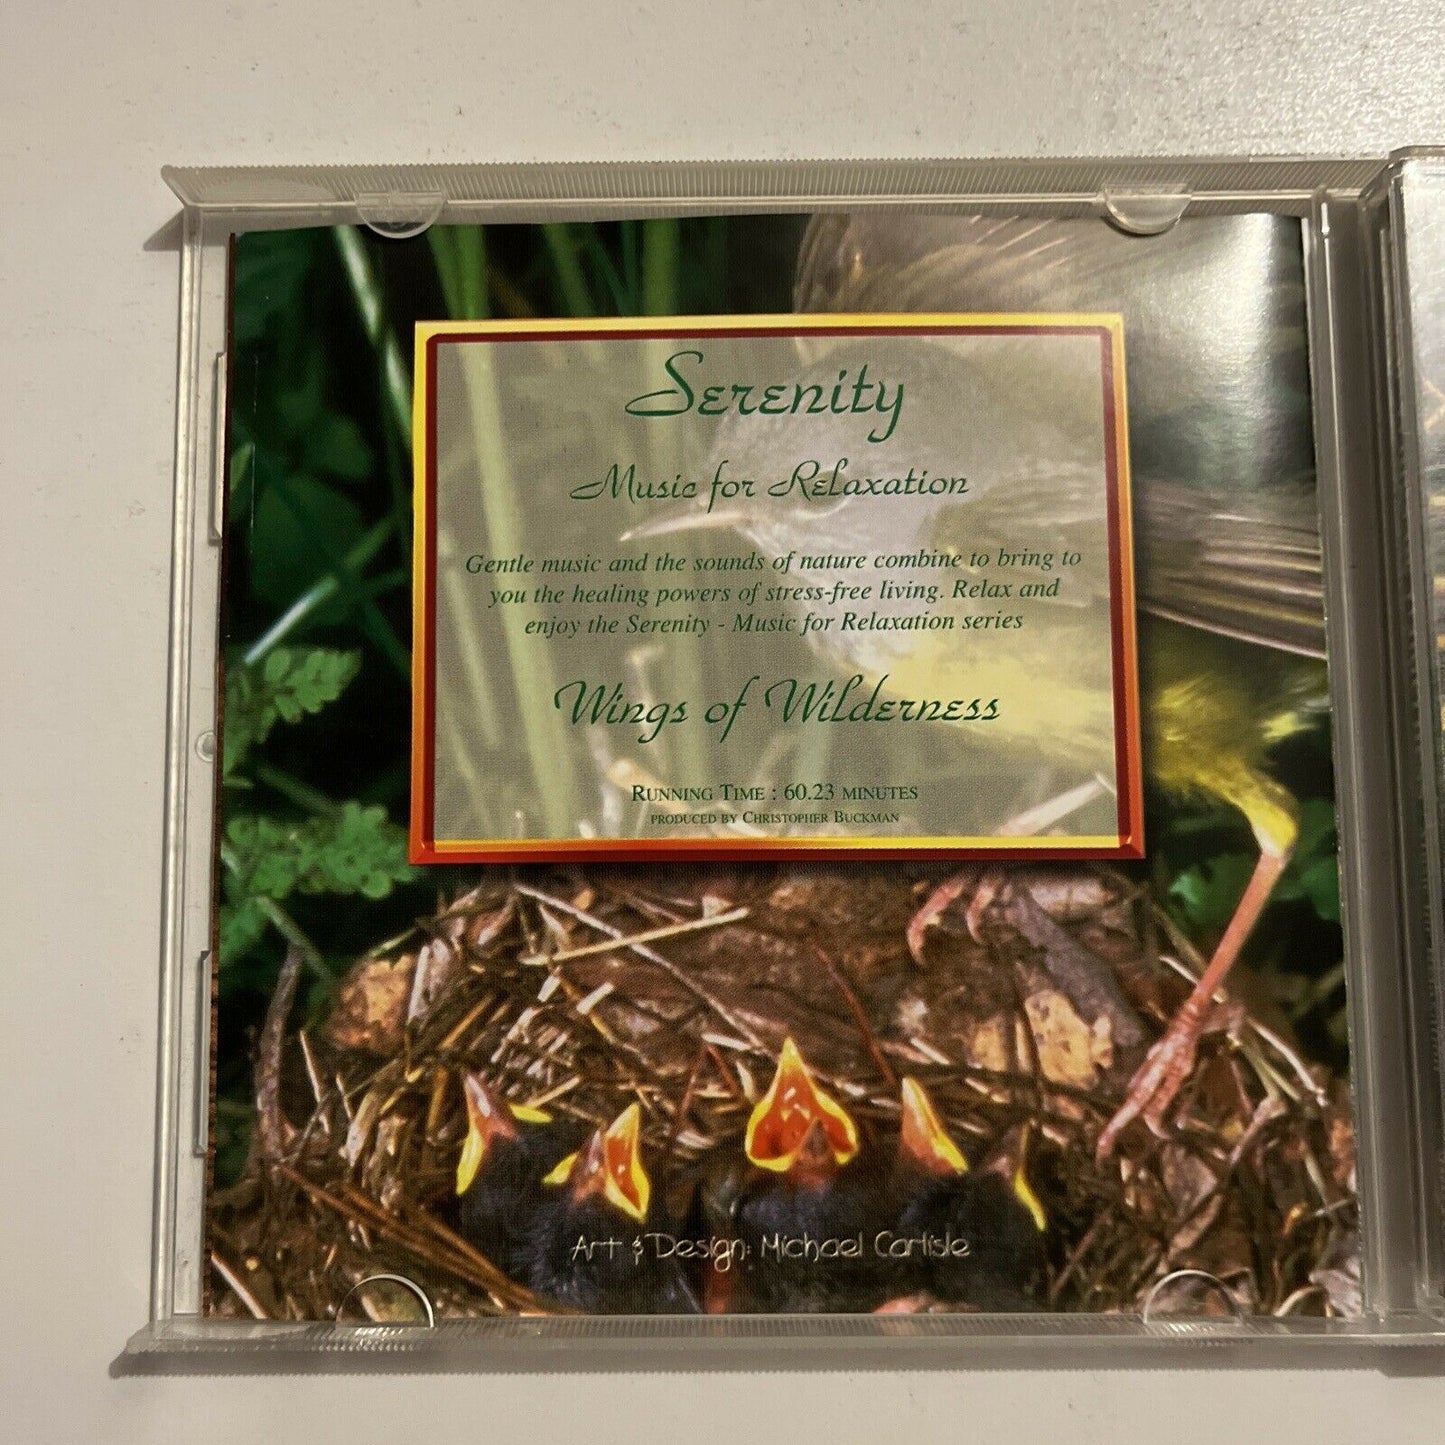 Serenity
Music for Relaxation
Gentle music and the sounds of nature combine to bring to
you the healing powers of stress-free living. Relax and
enjoy the Serenity - Music for Relaxation series
Wings of Wilderness
Running Time : 60.23 minutes
produced by Christopher Buckman
Art & Design: Michael Carlisle